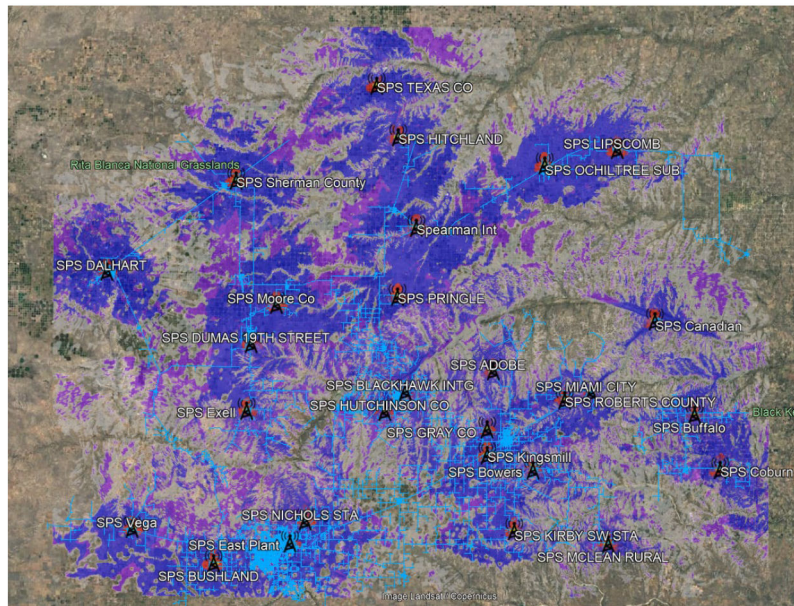 SPS TEXAS CO
SPS HITCHLAND
SPS LIPSCOMB
Rita Blanca National Grasslands
SPS OCHILTREE SUB
SPS Sherman County
Spearman Int
SPS DALHART
SPS Moore Co
SPS PRINGLE
SPS Canadian
SPS DUMAS 19TH STREET
SPS ADOBE
SPS BLACKHAWK INTG
SPS MIAMI CITY
SPS Exell
SPS HUTCHINSON CO
SPS ROBERTS COUNTY
Black Ke
SPS Buffalo
SPS GRAY CO
SPS Kingsmill
SPS Bowers
SPS Coburn
SPS NICHOLS STA
SPS Vega
SPS KIRBY SW STA
SPS East Plant
SPS MCLEAN RURAL
SPS BUSHLAND
Image Landsat / Copernicus